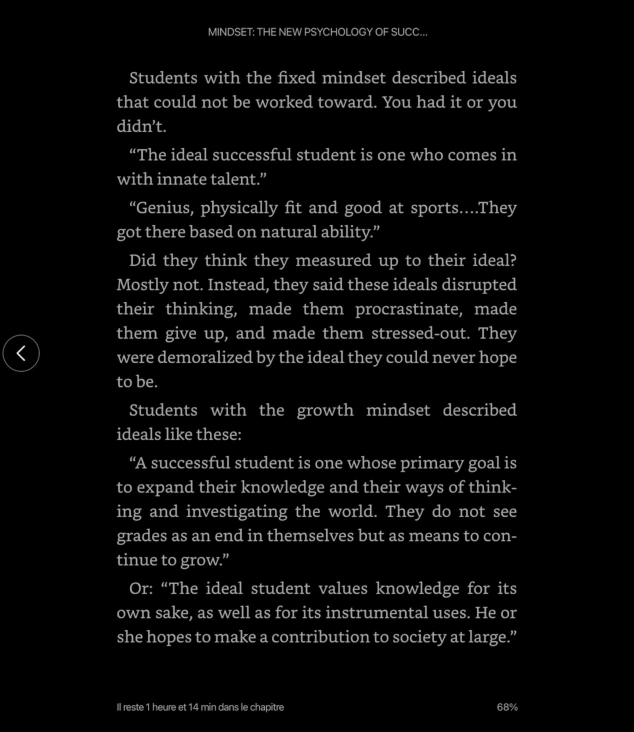 MINDSET: THE NEW PSYCHOLOGY OF SUCC...
Students with the fixed mindset described ideals
that could not be worked toward. You had it or you
didn’t.
“The ideal successful student is one who comes in
with innate talent.”
“Genius, physically fit and good at sports….They
got there based on natural ability.”
Did they think they measured up to their ideal?
Mostly not. Instead, they said these ideals disrupted
their thinking, made them procrastinate, made
them give up, and made them stressed-out. They
were demoralized by the ideal they could never hope
to be.
Students with the growth mindset described
ideals like these:
“A successful student is one whose primary goal is
to expand their knowledge and their ways of think-
ing and investigating the world. They do not see
grades as an end in themselves but as means to con-
tinue to grow.”
Or: “The ideal student values knowledge for its
own sake, as well as for its instrumental uses. He or
she hopes to make a contribution to society at large.”
Il reste 1 heure et 14 min dans le chapitre
68%